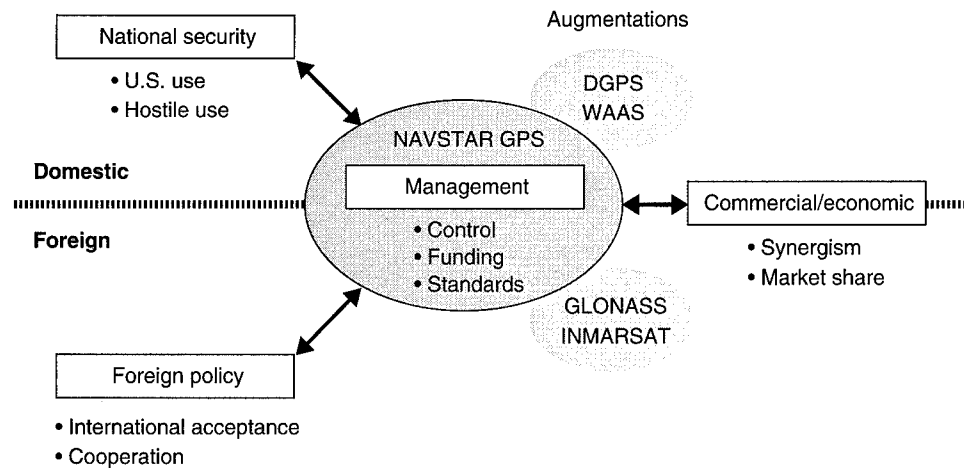 National security
• U.S. use
• Hostile use
Augmentations
DGPS
WAAS
NAVSTAR GPS
Management
• Control
• Funding
• Standards
Domestic
Foreign
Commercial/economic
• Synergism
• Market share
GLONASS
INMARSAT
Foreign policy
• International acceptance
• Cooperation